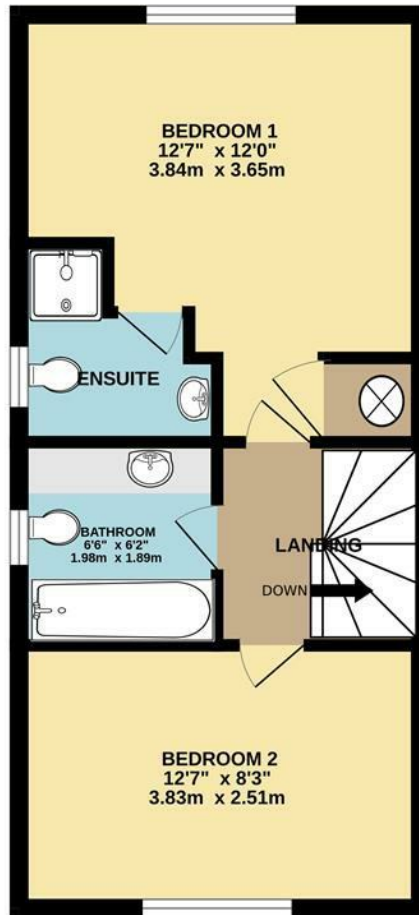 BEDROOM 1
12'7" x 12'0"
3.84m x 3.65m
ENSUITE
BATHROOM
6'6" x 6'2"
1.98m x 1.89m
LANDING
DOWN
BEDROOM 2
12'7" x 8'3"
3.83m x 2.51m